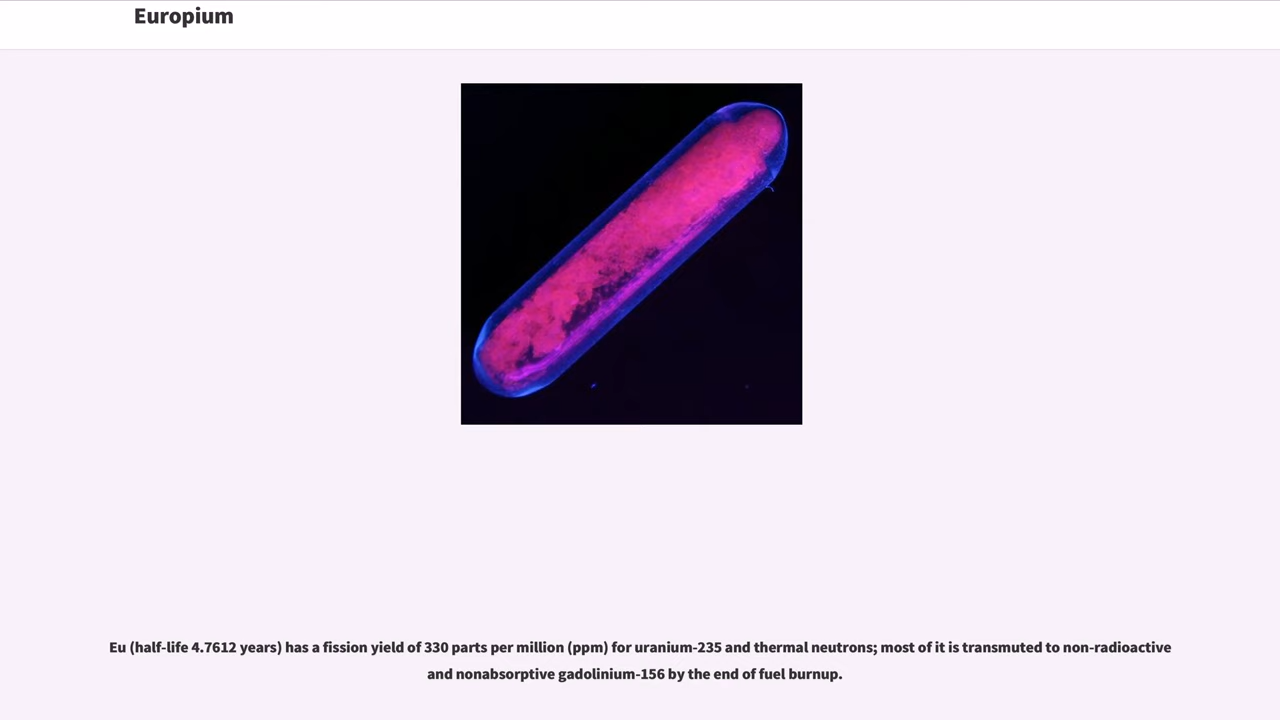 Europium
Eu (half-life 4.7612 years) has a fission yield of 330 parts per million (ppm) for uranium-235 and thermal neutrons; most of it is transmuted to non-radioactive
and nonabsorptive gadolinium-156 by the end of fuel burnup.